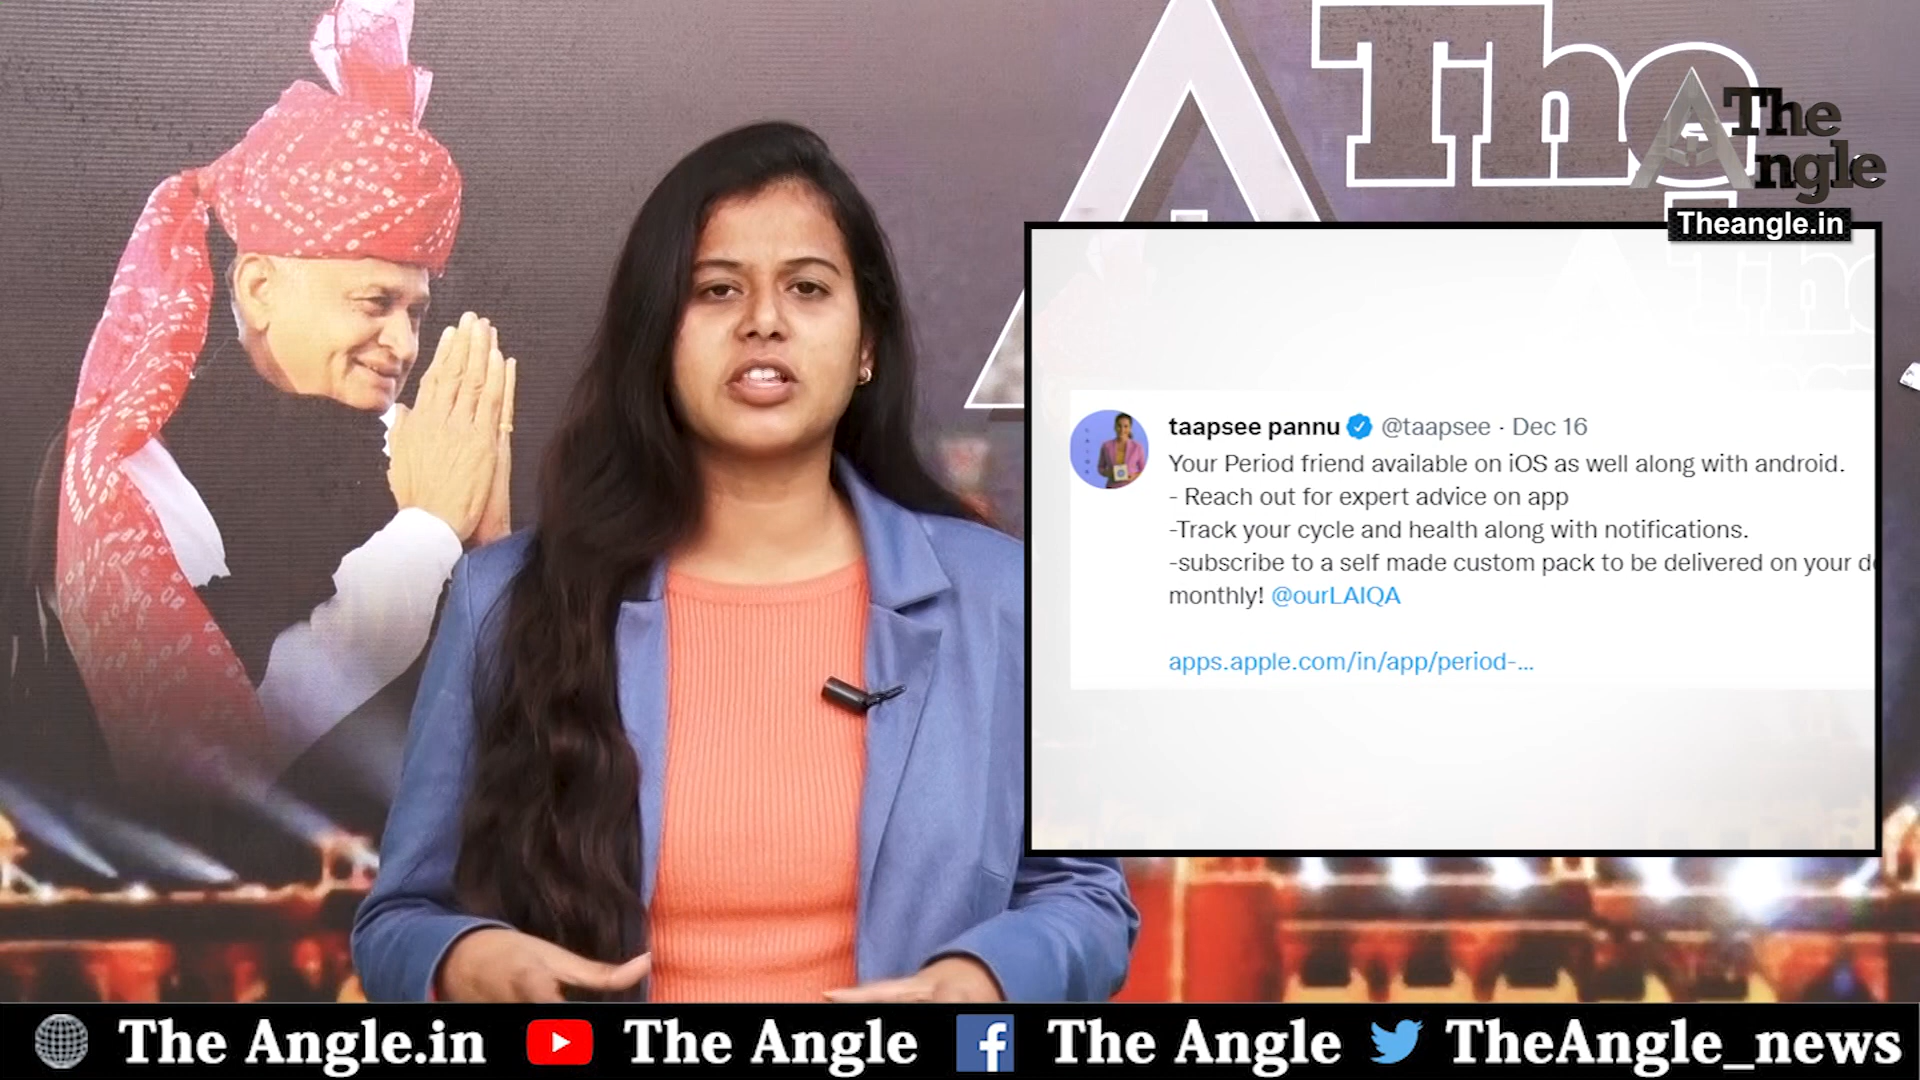 The
The
Angle
Theangle.in
taapsee pannu @taapsee · Dec 16
Your Period friend available on iOS as well along with android.
- Reach out for expert advice on app
-Track your cycle and health along with notifications.
-subscribe to a self made custom pack to be delivered on your
monthly! @ourLAIQA
apps.apple.com/in/app/period-...
The Angle.in The Angle The Angle TheAngle_news